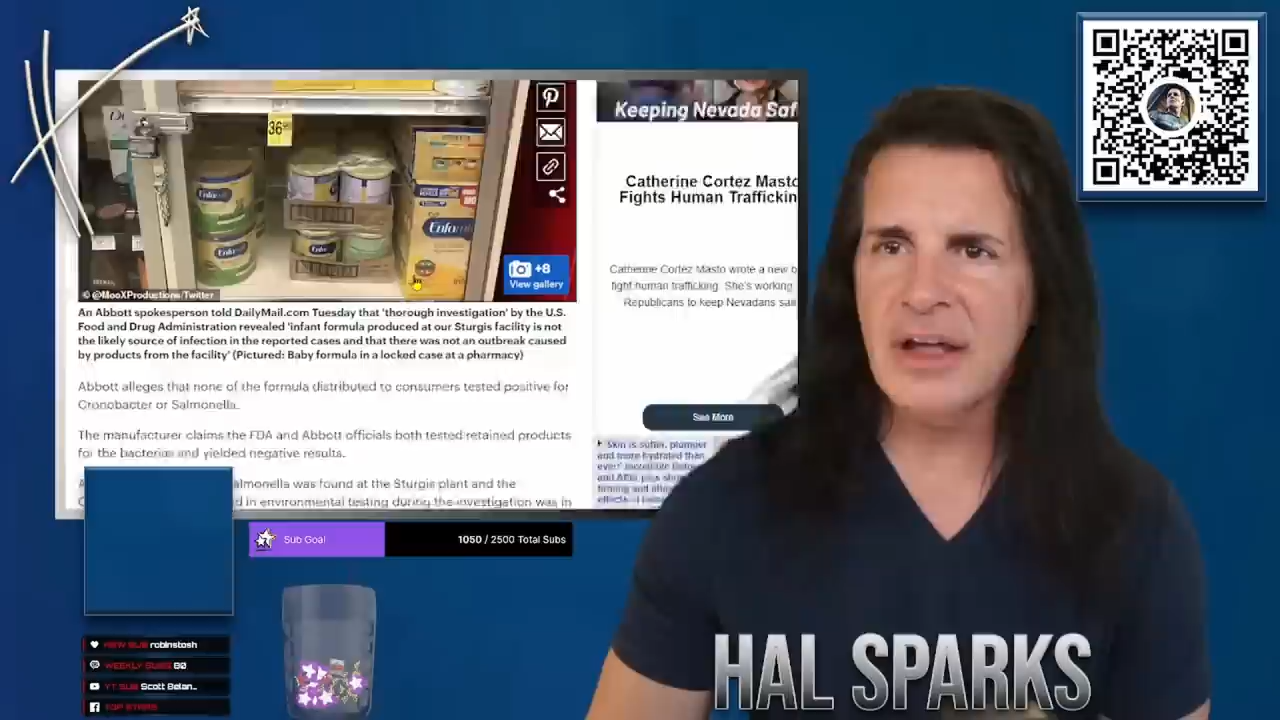 Keeping Nevada Saf
36
Enfamil
Enfamil
Enfamil
+8
View gallery
© @MooXProductions/Twitter
Catherine Cortez Masto
Fights Human Traffickin
Catherine Cortez Masto wrote a new
fight human trafficking. She's working
Republicans to keep Nevadans
See More
An Abbott spokesperson told DailyMail.com Tuesday that 'thorough investigation' by the U.S.
Food and Drug Administration revealed 'infant formula produced at our Sturgis facility is not
the likely source of infection in the reported cases and that there was not an outbreak caused
by products from the facility' (Pictured: Baby formula in a locked case at a pharmacy)
Abbott alleges that none of the formula distributed to consumers tested positive for
Cronobacter or Salmonella.
The manufacturer claims the FDA and Abbott officials both tested retained products
for the bacterias and yielded negative results.
almonella was found at the Sturgis plant and the
d in environmental testing during the investigation was in
'Skin is softer, plumper
and more hydrated than
Sub Goal
1050 / 2500 Total Subs
NEW SUB robinstosh
WEEKLY SUBS 80
YT SUB Scott Belan..
HAL SPARKS